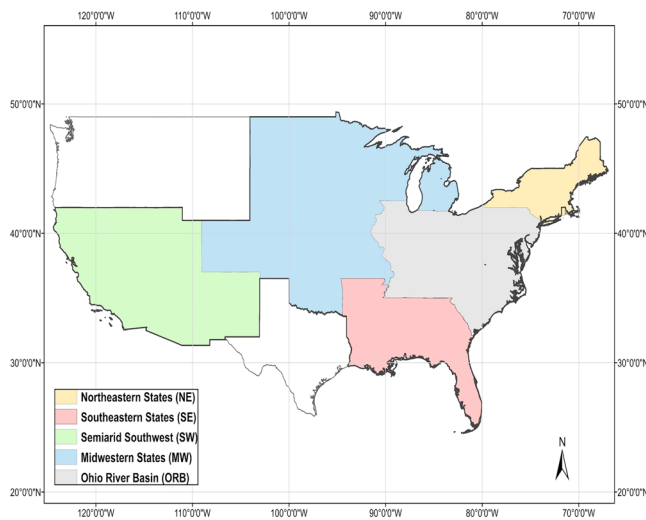 120°0'0"W 110°0'0"W 100°0'0"W 90°0'0"W 80°0'0"W 70°0'0"W
50°0'0"N 50°0'0"N
40°0'0"N 40°0'0"N
30°0'0"N 30°0'0"N
Northeastern States (NE)
Southeastern States (SE)
Semiarid Southwest (SW)
Midwestern States (MW)
Ohio River Basin (ORB)
N
20°0'0"N 20°0'0"N
120°0'0"W 110°0'0"W 100°0'0"W 90°0'0"W 80°0'0"W 70°0'0"W